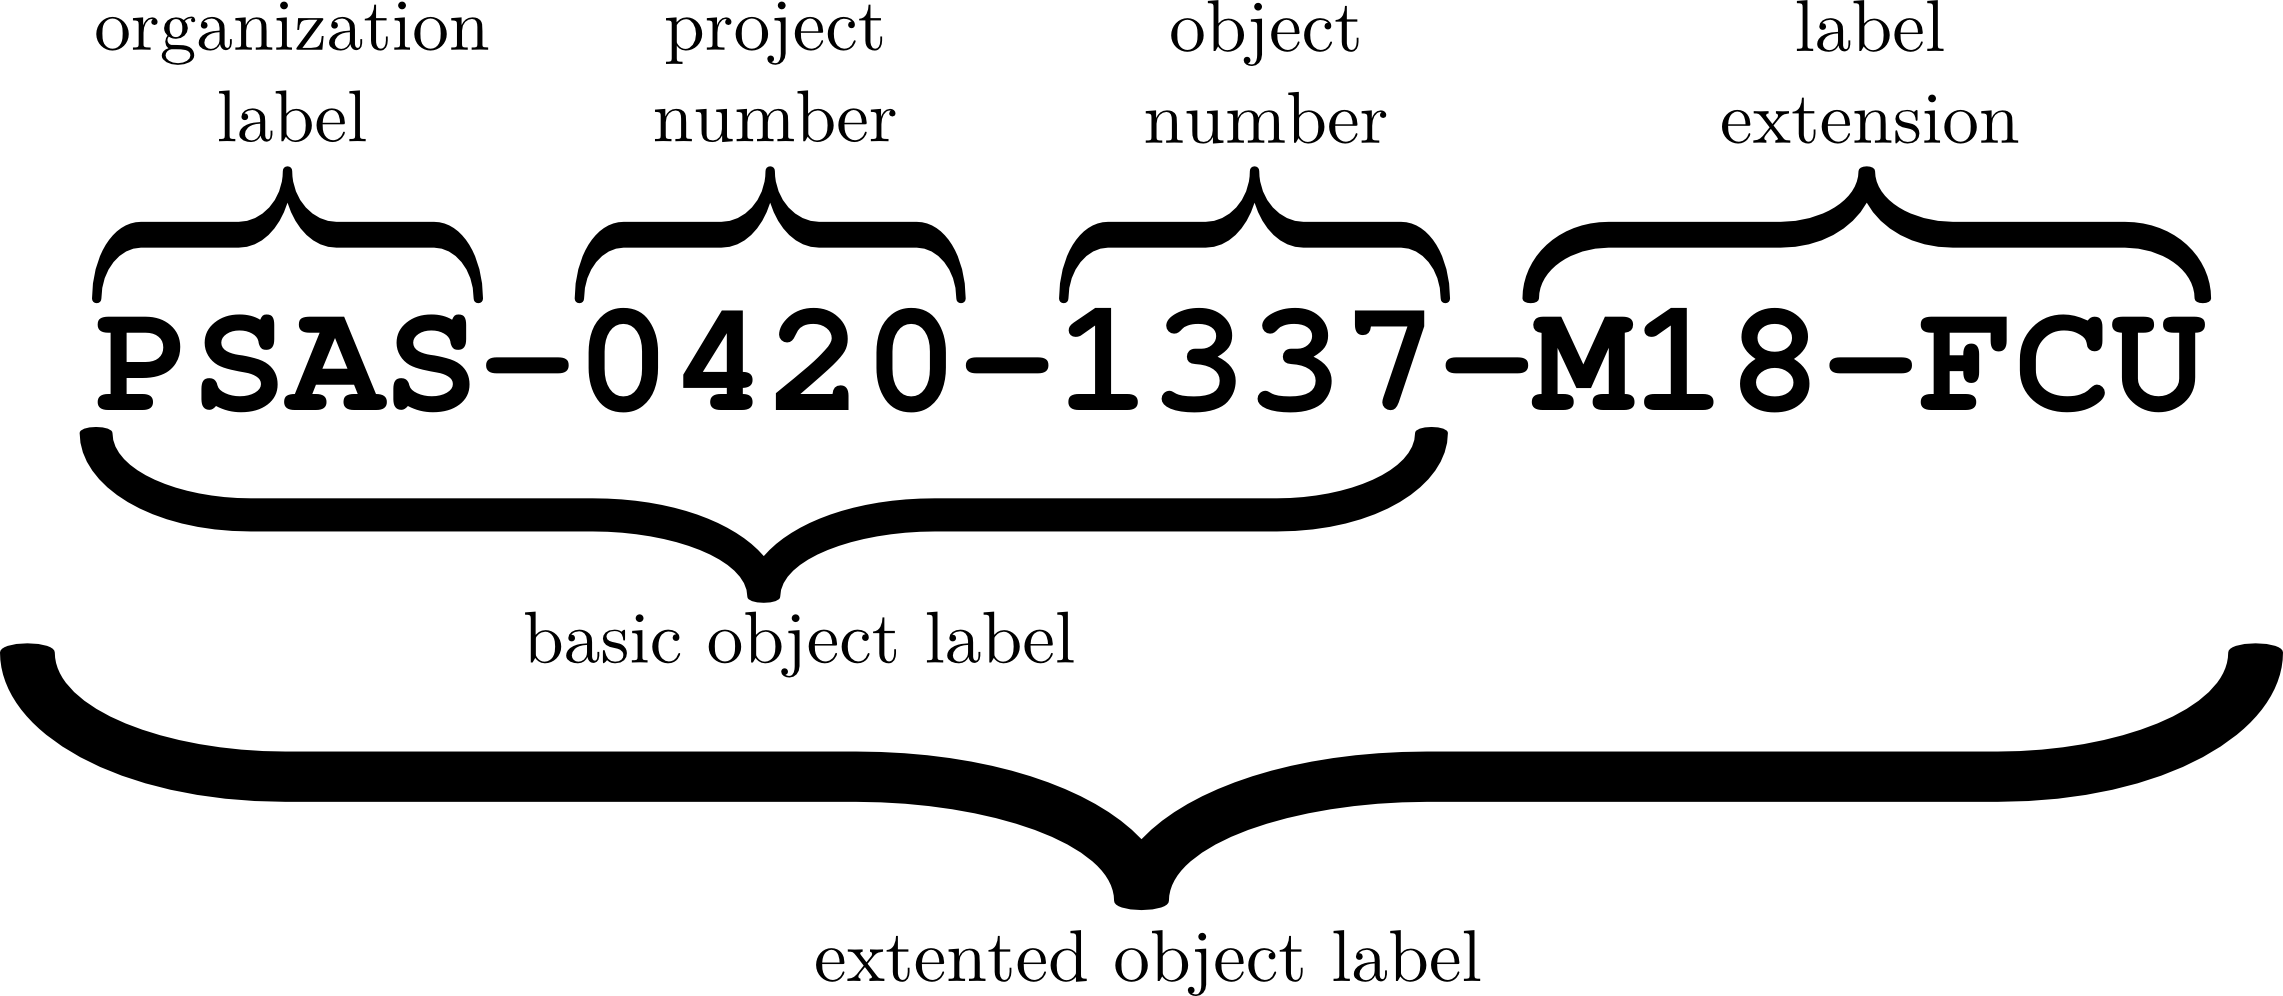 organization
label
project
number
object
number
label
extension
PSAS-0420-1337-M18-FCU
basic object label
extented object label